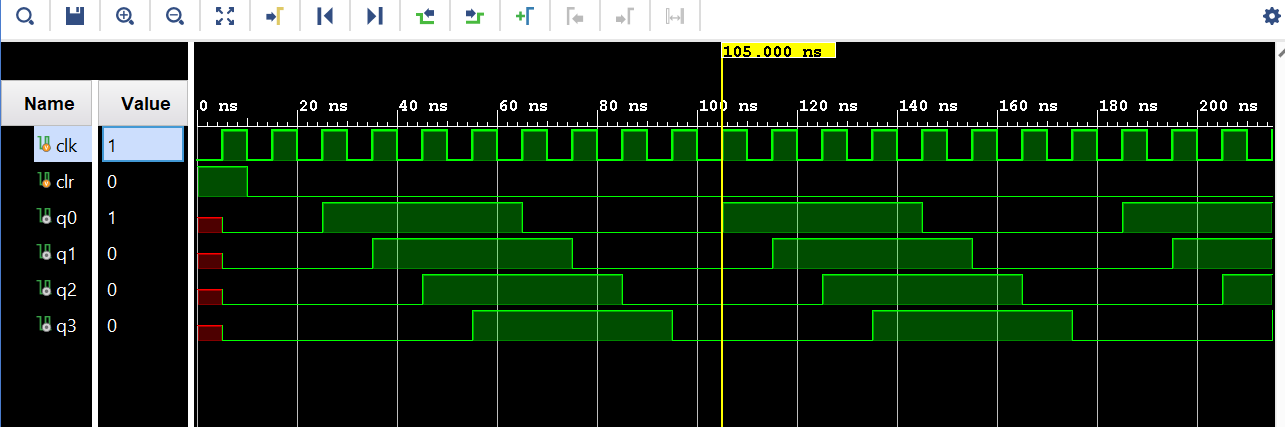 105.000 ns
Name Value
0 ns 20 ns 40 ns 60 ns 80 ns 100 ns 120 ns 140 ns 160 ns 180 ns 200 ns
clk 1
clr 0
q0 1
q1 0
q2 0
q3 0